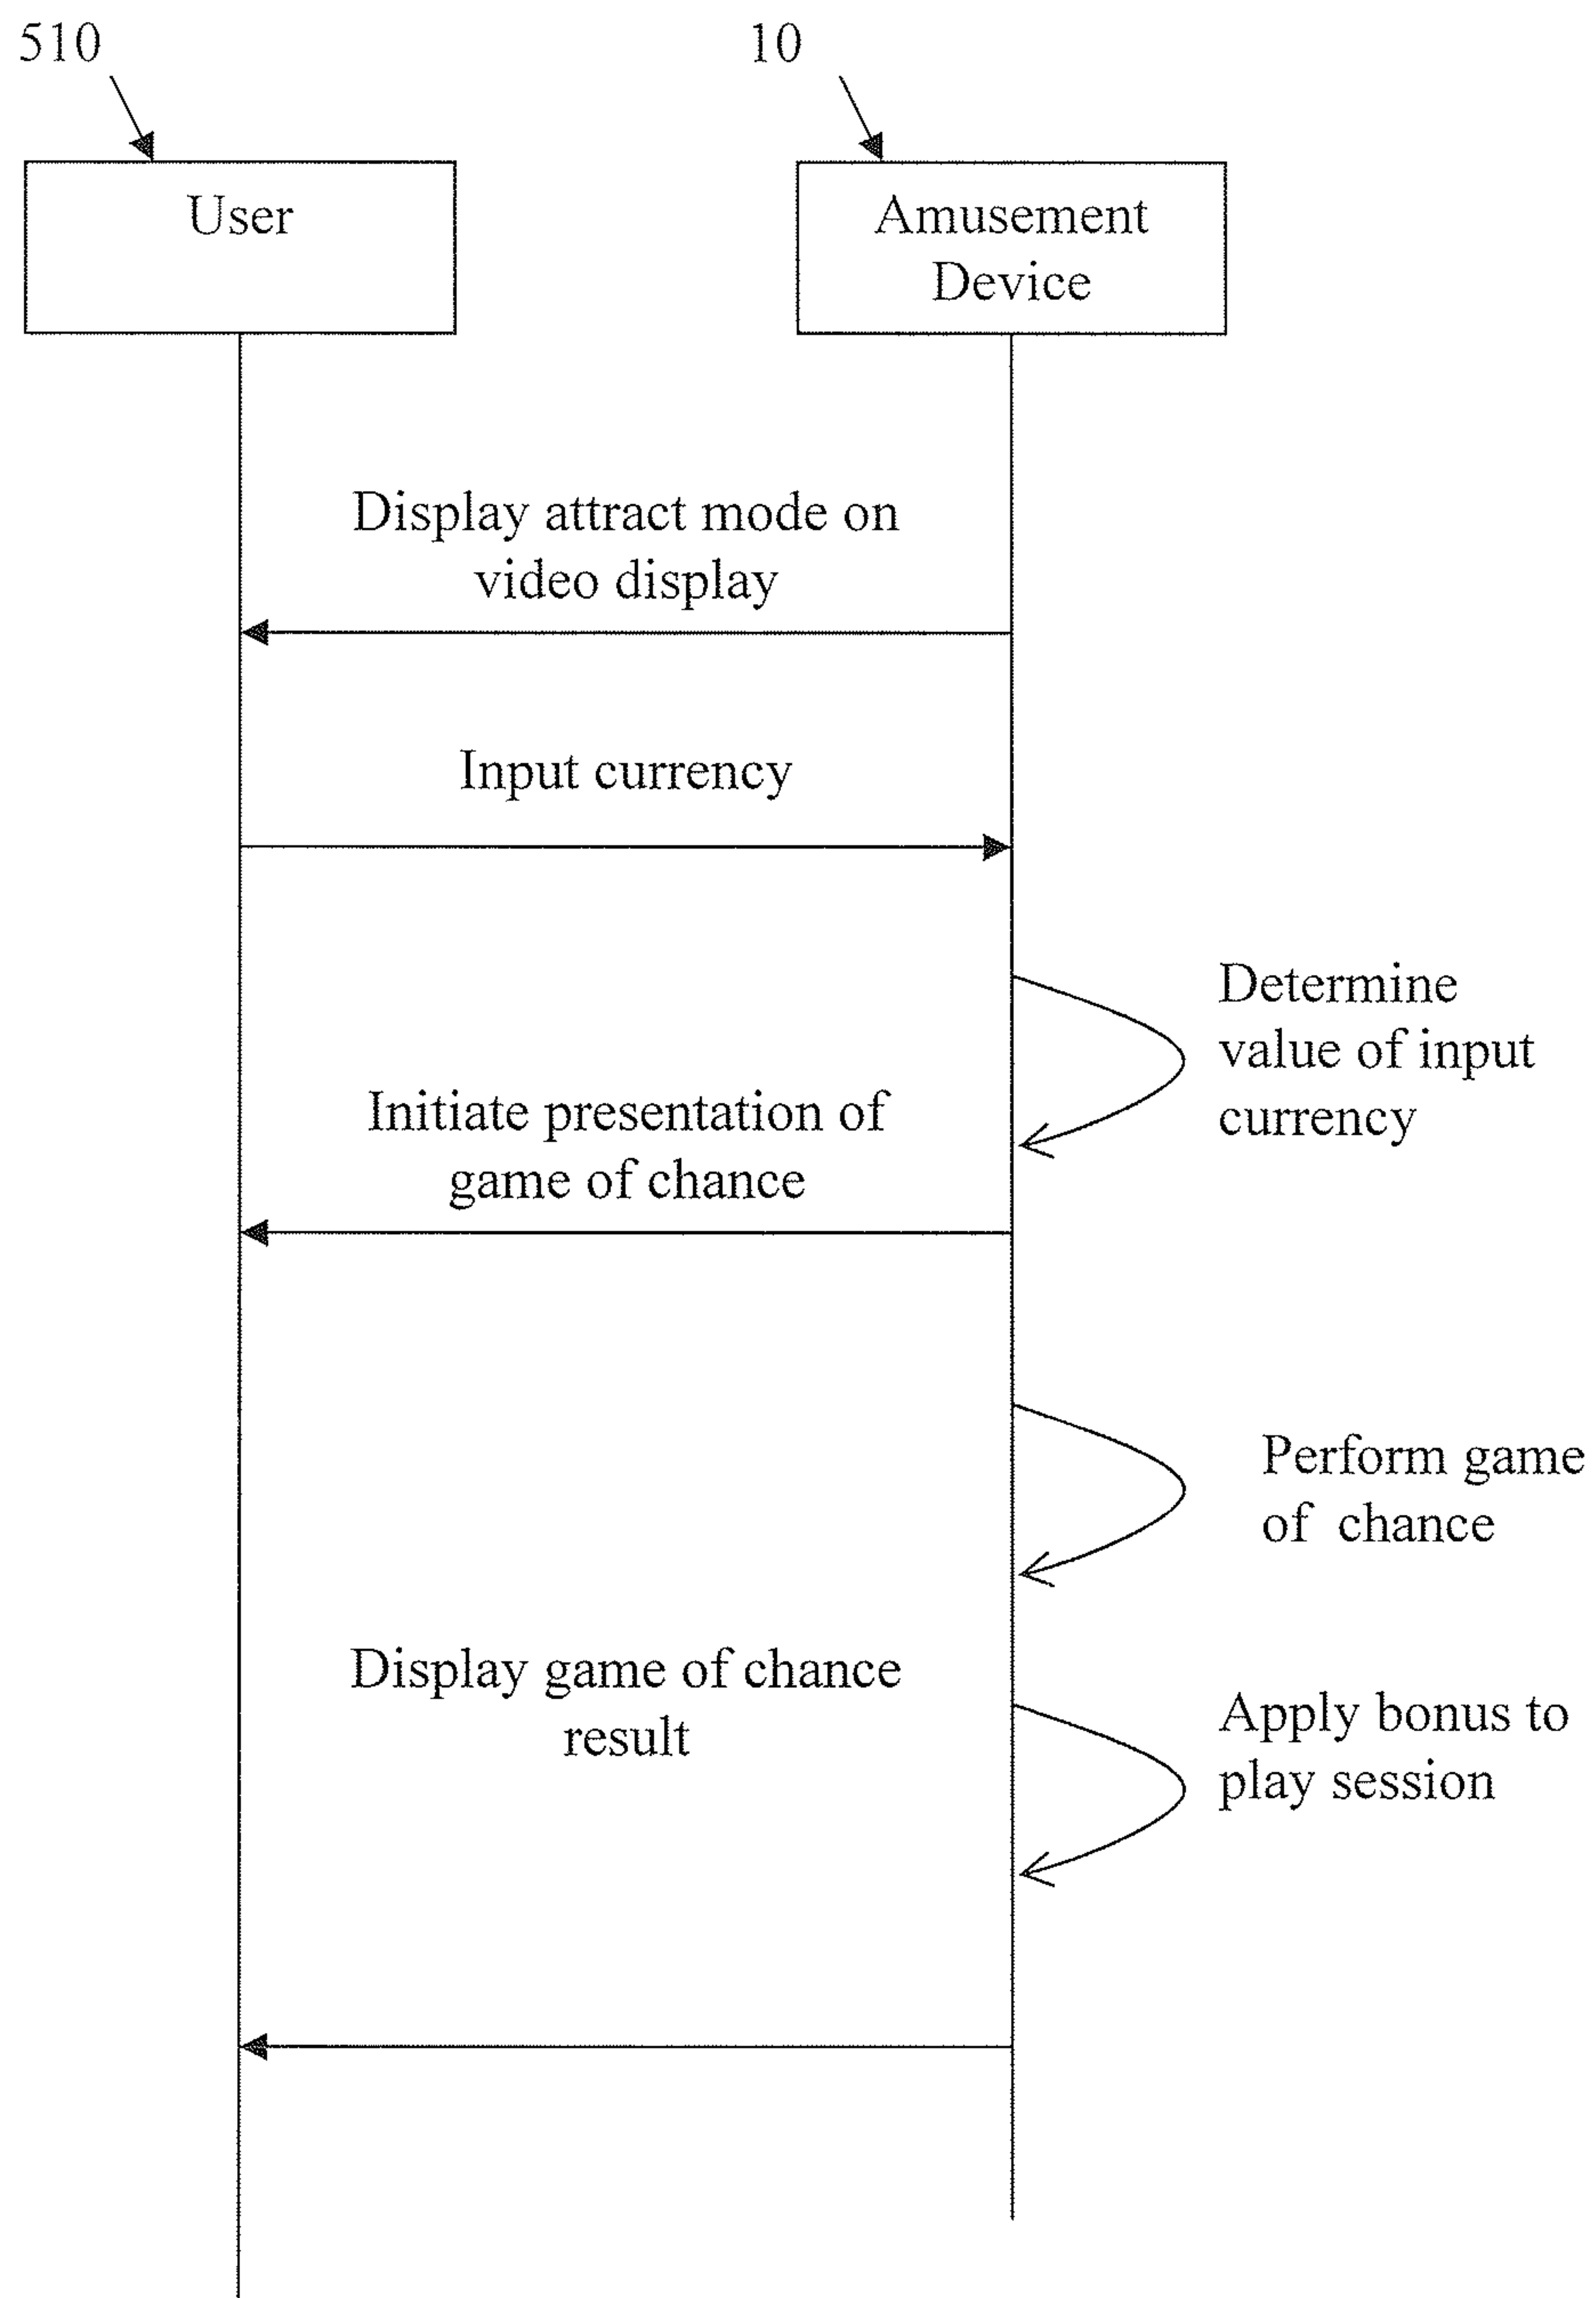 510
10
User
Amusement
Device
Display attract mode on
video display
Input currency
Determine
value of input
currency
Initiate presentation of
game of chance
Perform game
of chance
Display game of chance
result
Apply bonus to
play session